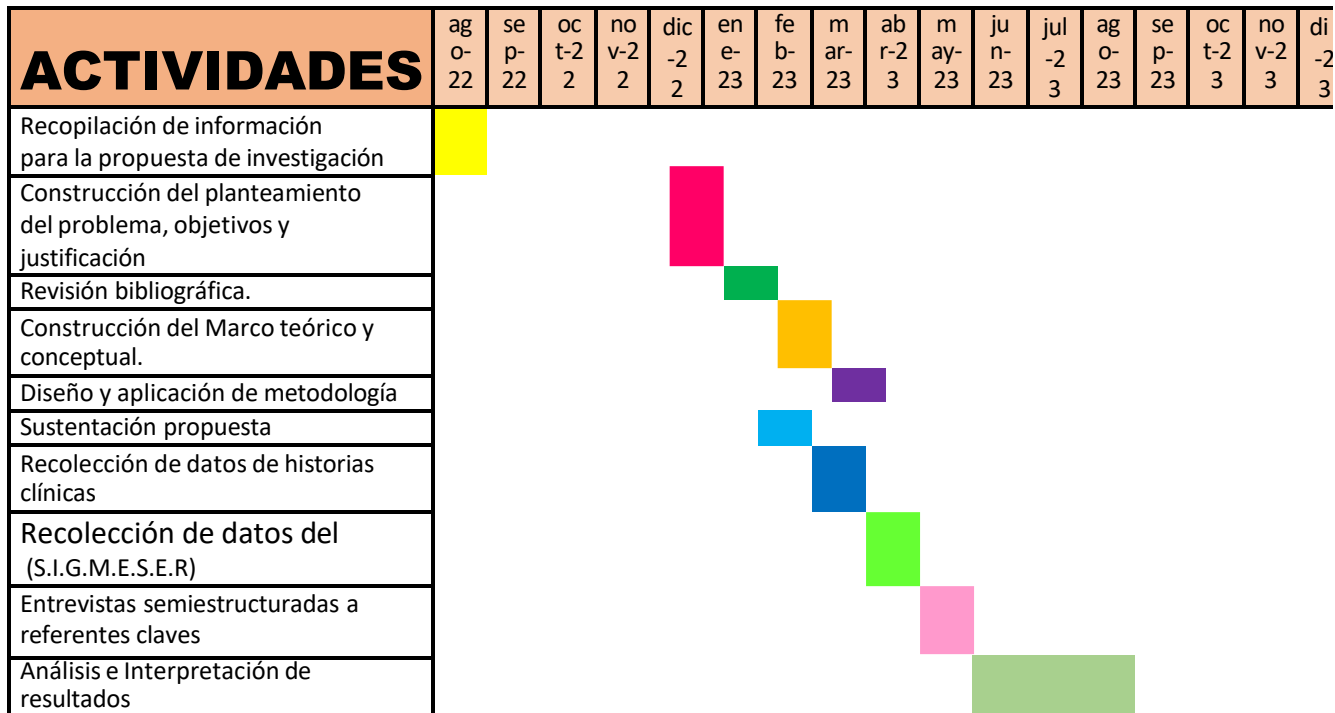 ACTIVIDADES
ag
o-
22
se
p-
22
oc
t-2
2
no
v-2
2
dic
-2
2
en
e-
23
fe
b-
23
m
ar-
23
ab
r-2
3
m
ay-
23
ju
n-
23
jul
-2
3
ag
o-
23
se
p-
23
oc
t-2
3
no
v-2
3
di
-2
3
Recopilación de información
para la propuesta de investigación
Construcción del planteamiento
del problema, objetivos y
justificación
Revisión bibliográfica.
Construcción del Marco teórico y
conceptual.
Diseño y aplicación de metodología
Sustentación propuesta
Recolección de datos de historias
clínicas
Recolección de datos del
(S.I.G.M.E.S.E.R)
Entrevistas semiestructuradas a
referentes claves
Análisis e Interpretación de
resultados